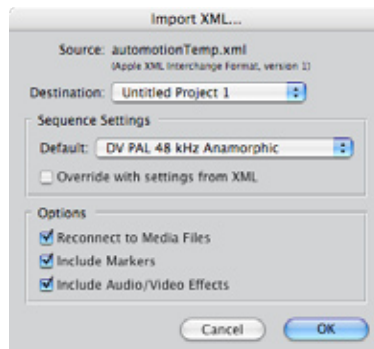 Import XML...
Source: automotionTemp.xml
(Apple XML Interchange Format, version 1)
Destination: Untitled Project 1
Sequence Settings
Default: DV PAL 48 kHz Anamorphic
Override with settings from XML
Options
Reconnect to Media Files
Include Markers
Include Audio/Video Effects
Cancel OK